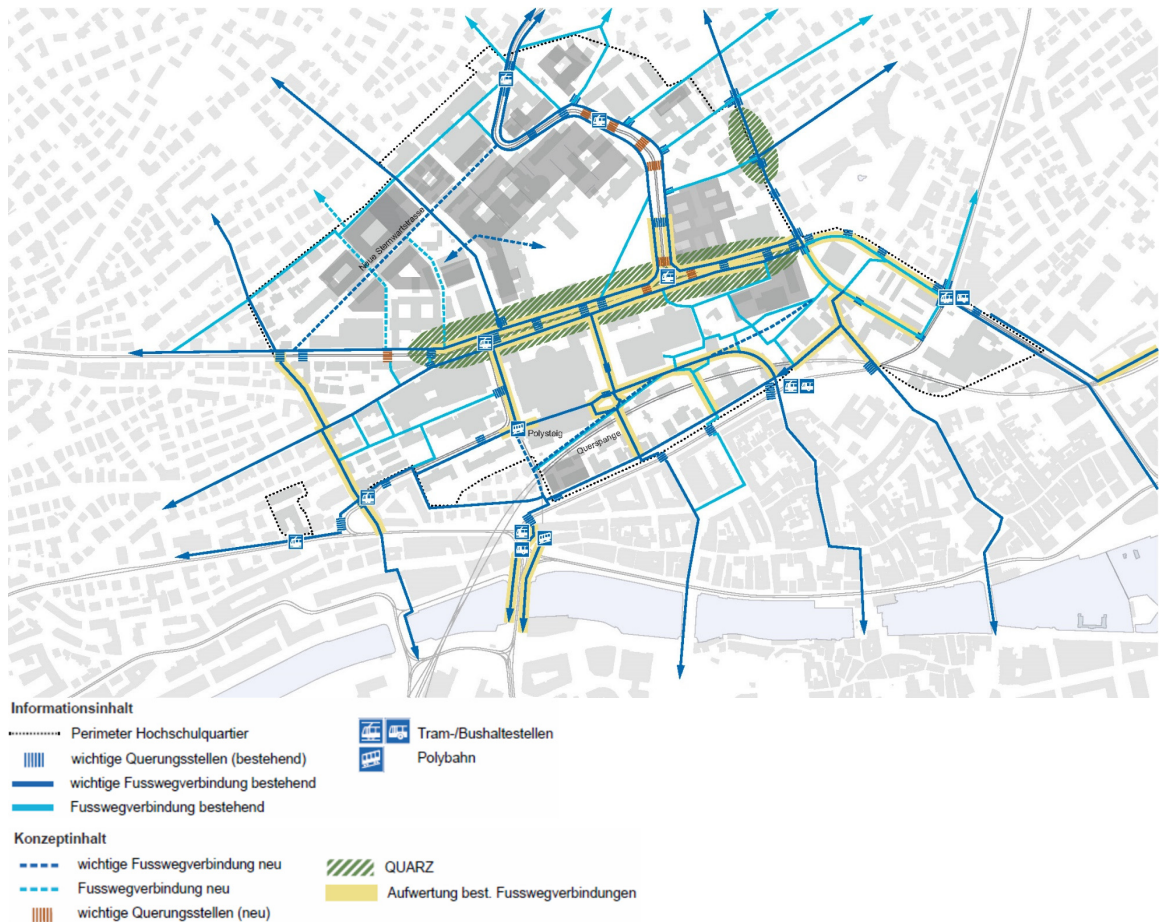 Neue Sternwartstrasse
Polysteig
Querspange
Informationsinhalt
Perimeter Hochschulquartier
wichtige Querungsstellen (bestehend)
wichtige Fusswegverbindung bestehend
Fusswegverbindung bestehend
Tram-/Bushaltestellen
Polybahn
Konzeptinhalt
wichtige Fusswegverbindung neu
Fusswegverbindung neu
wichtige Querungsstellen (neu)
QUARZ
Aufwertung best. Fusswegverbindungen